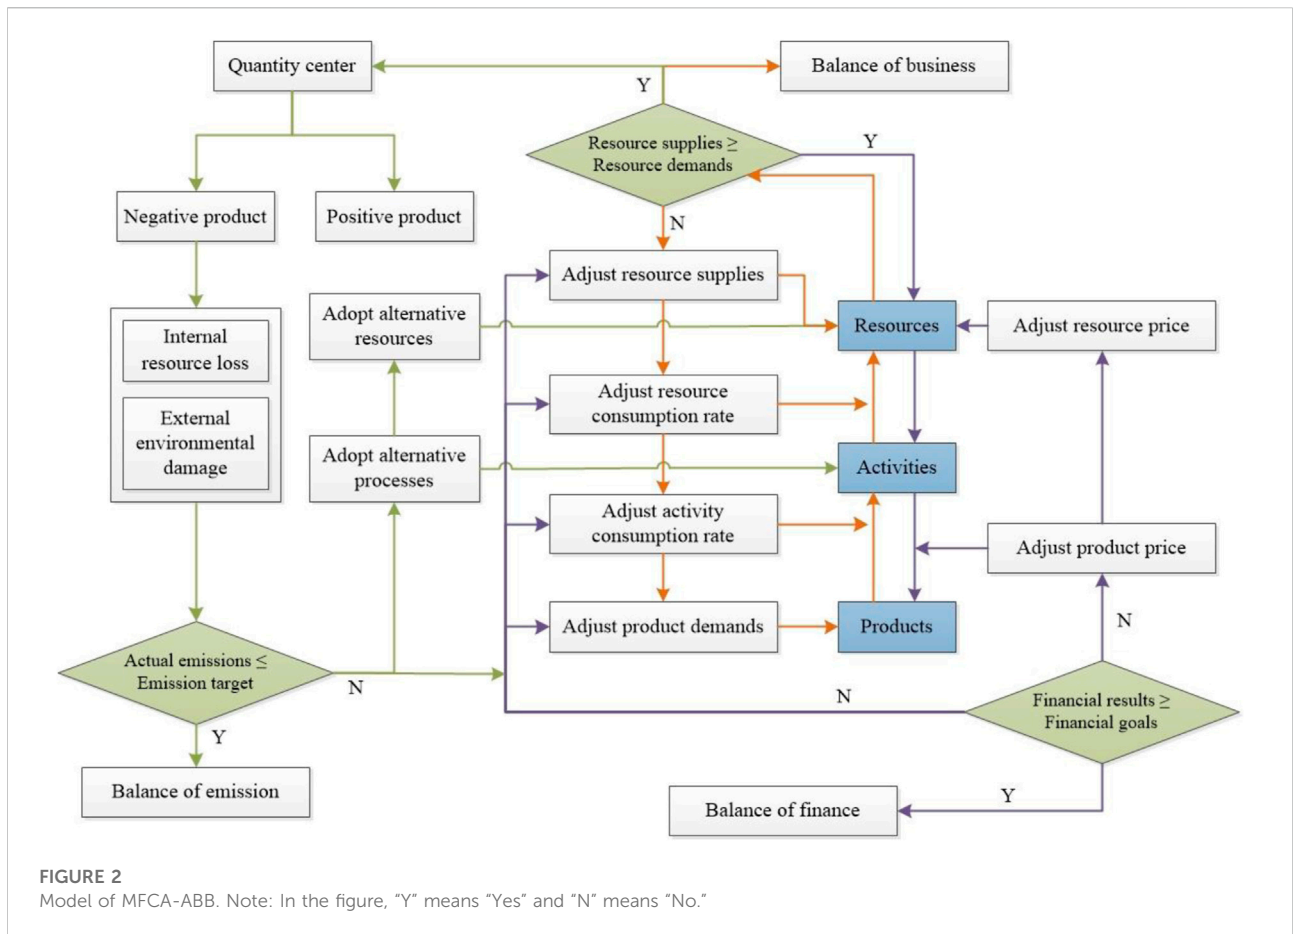 Quantity center
Balance of business
Y
Resource supplies ≥
Resource demands
Y
N
Negative product
Positive product
Adjust resource supplies
Adopt alternative
resources
Resources
Adjust resource price
Internal
resource loss
Adjust resource
consumption rate
External
environmental
damage
Adopt alternative
processes
Activities
Adjust activity
consumption rate
Adjust product price
Adjust product demands
Products
N
Actual emissions ≤
Emission target
N
N
Financial results ≥
Financial goals
Y
Balance of emission
Balance of finance
Y
FIGURE 2
Model of MFCA-ABB. Note: In the figure, “Y” means “Yes” and “N” means “No.”